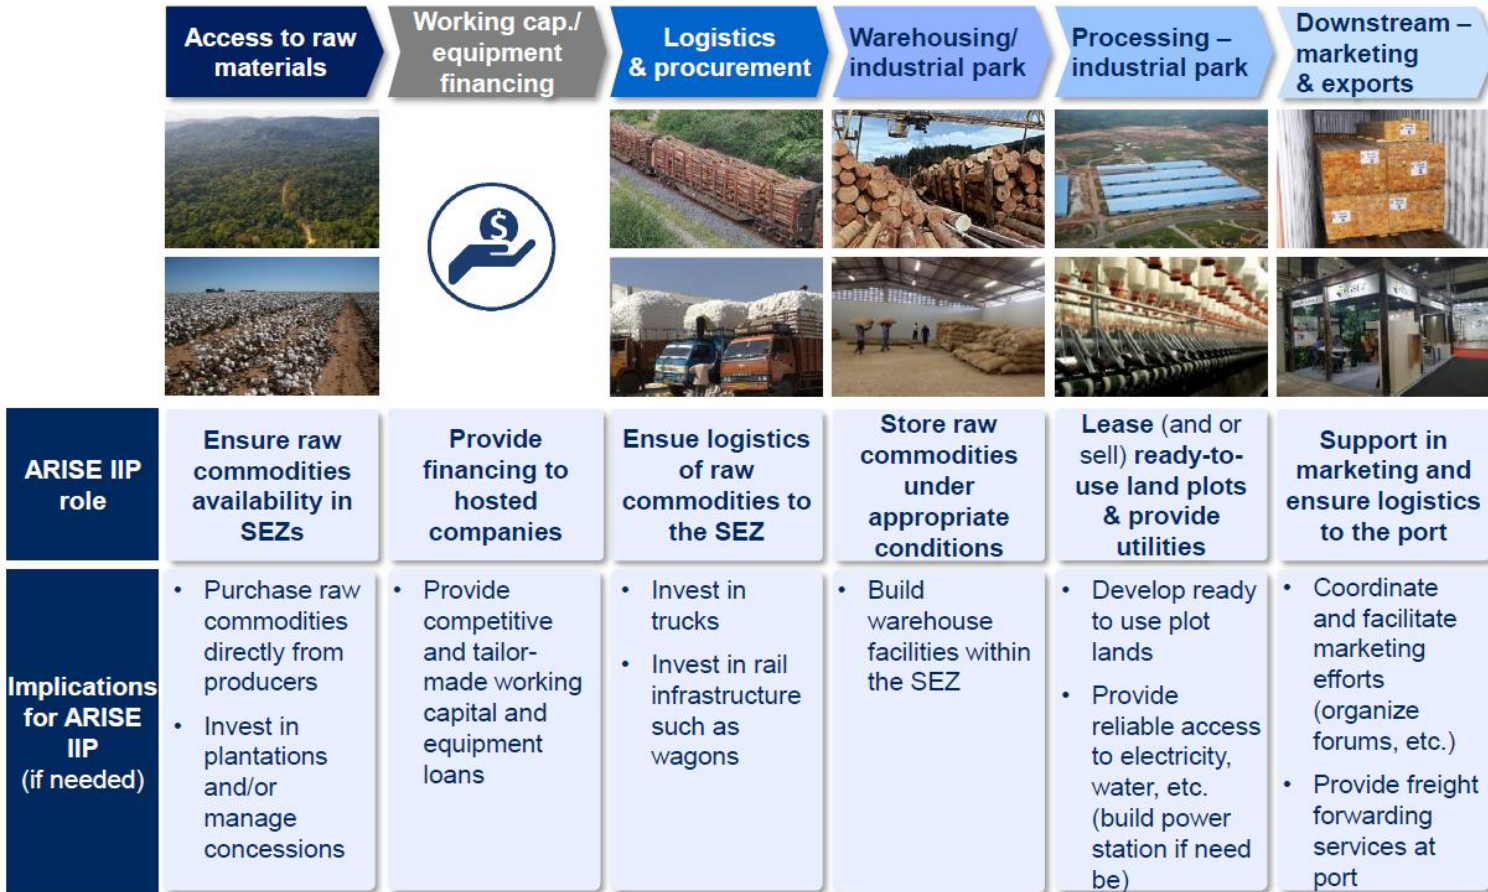 Access to raw
materials
Working cap./
equipment
financing
Logistics
& procurement
Warehousing/
industrial park
Processing –
industrial park
Downstream –
marketing
& exports
$
GSEZ
ARISE IIP
role
Ensure raw
commodities
availability in
SEZs
Provide
financing to
hosted
companies
Ensue logistics
of raw
commodities to
the SEZ
Store raw
commodities
under
appropriate
conditions
Lease (and or
sell) ready-to-
use land plots
& provide
utilities
Support in
marketing and
ensure logistics
to the port
Implications
for ARISE
IIP
(if needed)
• Purchase raw
commodities
directly from
producers
• Invest in
plantations
and/or
manage
concessions
• Provide
competitive
and tailor-
made working
capital and
equipment
loans
• Invest in
trucks
• Invest in rail
infrastructure
such as
wagons
• Build
warehouse
facilities within
the SEZ
• Develop ready
to use plot
lands
• Provide
reliable access
to electricity,
water, etc.
(build power
station if need
be)
• Coordinate
and facilitate
marketing
efforts
(organize
forums, etc.)
• Provide freight
forwarding
services at
port